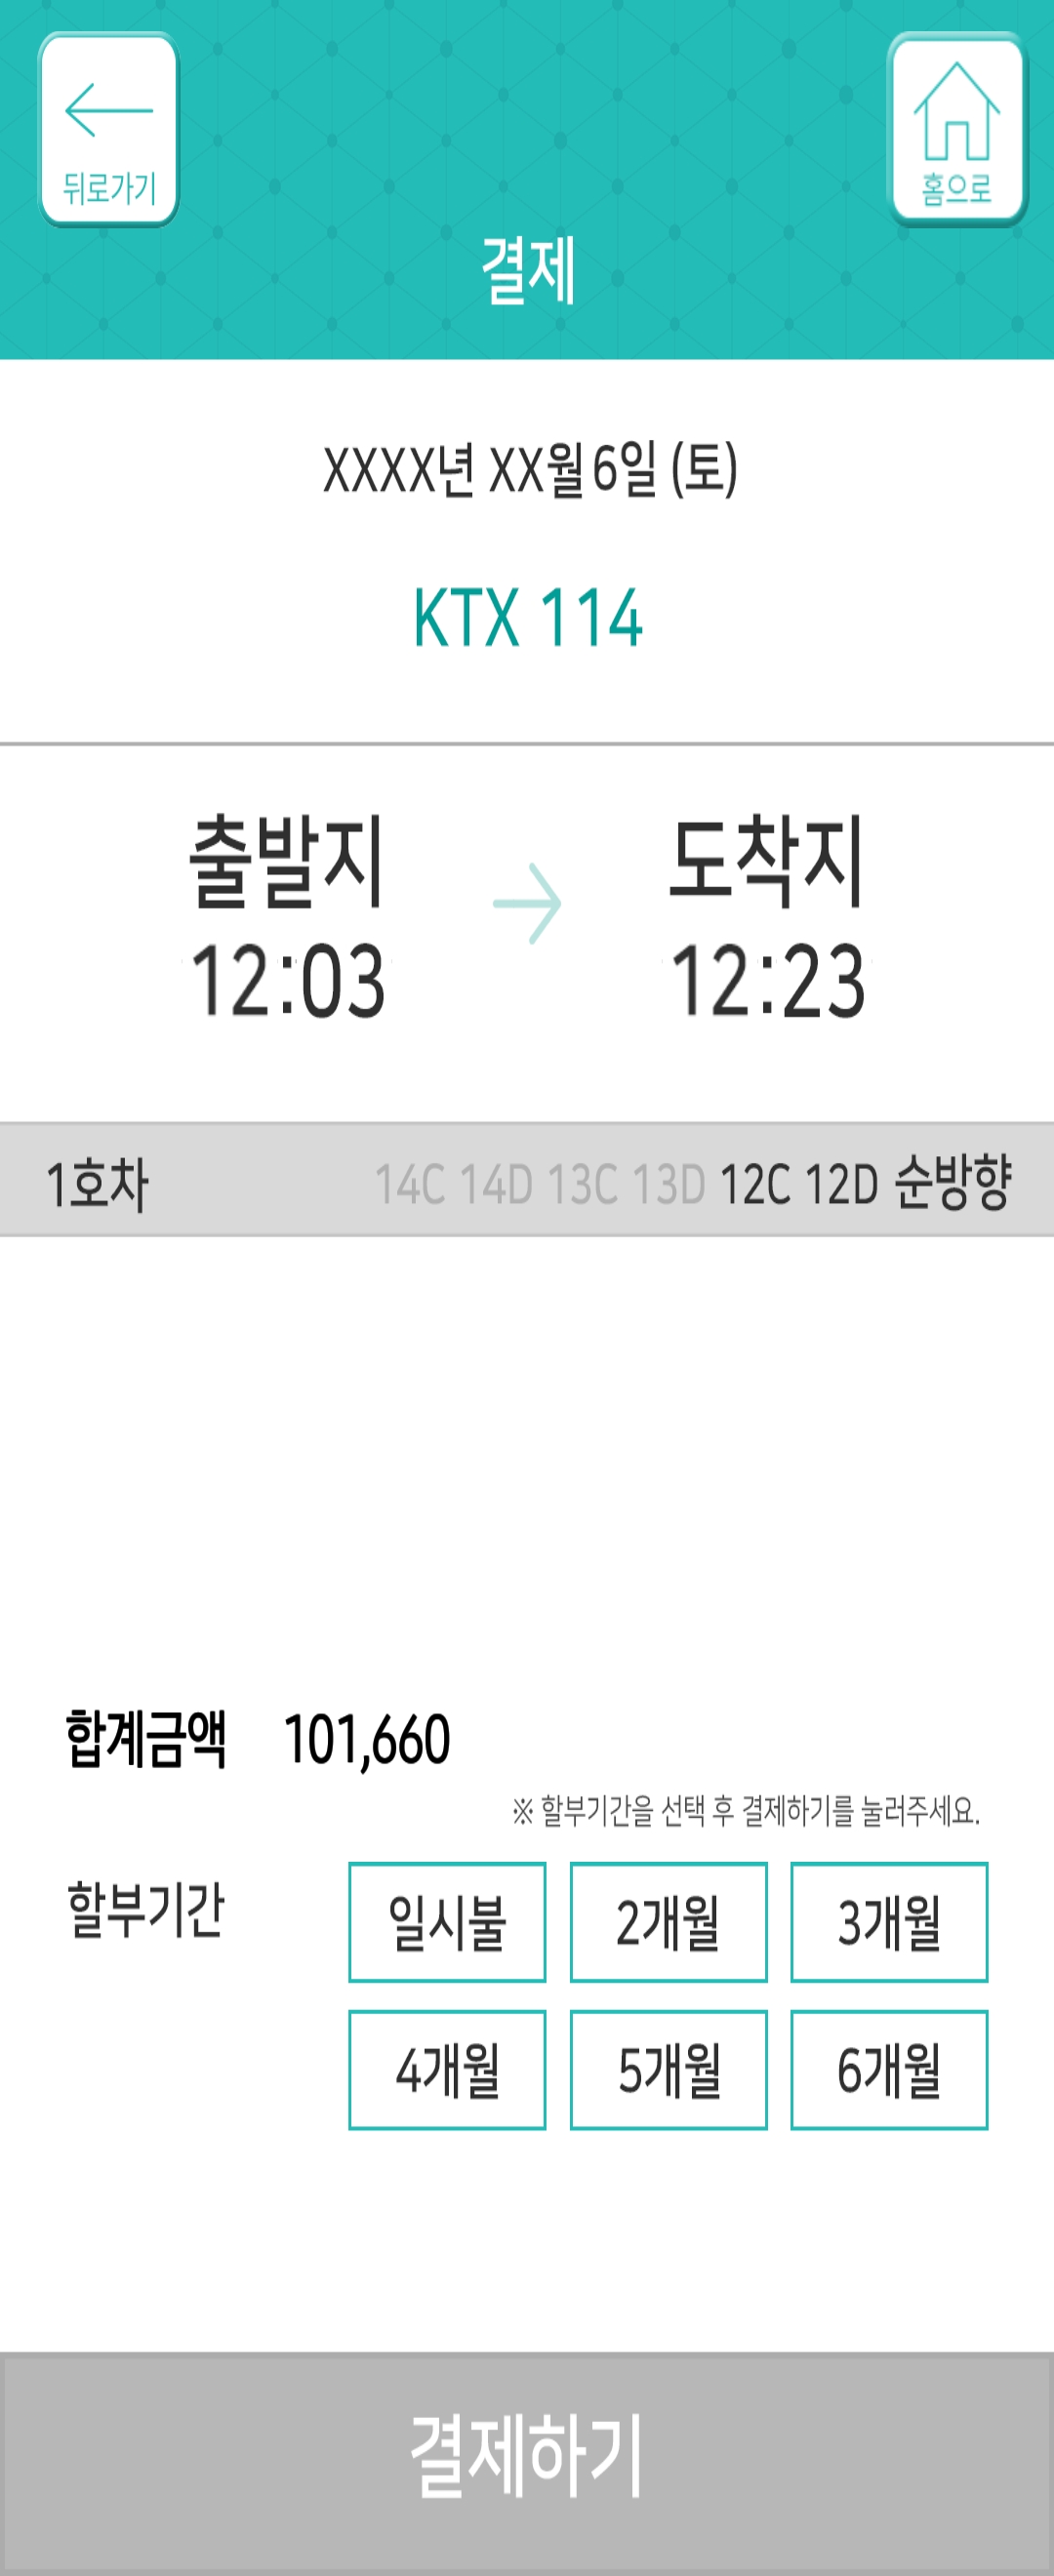 뒤로가기
홈으로
결제
XXXX년 XX월 6일 (토)
KTX 114
출발지
12:03
도착지
12:23
1호차 14C 14D 13C 13D 12C 12D 순방향
합계금액 101,660
※ 할부기간을 선택 후 결제하기를 눌러주세요.
할부기간 일시불 2개월 3개월
4개월 5개월 6개월
결제하기